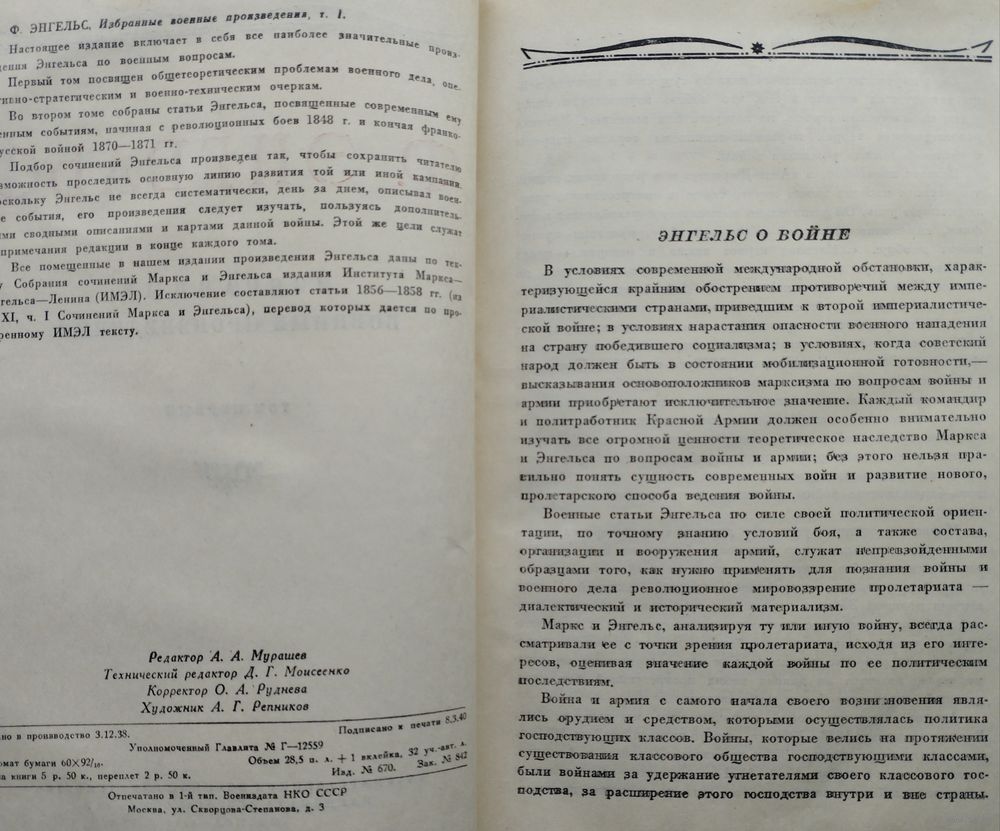 Ф. ЭНГЕЛЬС, Избранные военные произведения, т. I.
Настоящее издание включает в себя все наиболее значительные произ-
дения Энгельса по военным вопросам.
Первый том посвящен общетеоретическим проблемам военного дела, опе-
тивно-стратегическим и военно-техническим очеркам.
Во втором томе собраны статьи Энгельса, посвященные современным ему
енным событиям, начиная с революционных боев 1848 г. и кончая франко-
усской войной 1870—1871 гг.
Подбор сочинений Энгельса произведен так, чтобы сохранить читателю
зможность проследить основную линию развития той или иной кампании.
оскольку Энгельс не всегда систематически, день за днем, описывал воен-
е события, его произведения следует изучать, пользуясь дополнитель-
ми сводными описаниями и картами данной войны. Этой же цели служат
примечания редакции в конце каждого тома.
Все помещенные в нашем издании произведения Энгельса даны по тек-
у Собрания сочинений Маркса и Энгельса издания Института Маркса—
гельса—Ленина (ИМЭЛ). Исключение составляют статьи 1856—1858 гг. (из
XI, ч. I Сочинений Маркса и Энгельса), перевод которых дается по про-
ренному ИМЭЛ тексту.
Редактор А. А. Мурашев
Технический редактор Д. Г. Моисеенко
Корректор О. А. Руднева
Художник А. Г. Репников
но в производство 3.12.38.
Подписано к печати 8.3.40
Уполномоченный Главлита № Г—12559
рмат бумаги 60×92/₁₆.
Объем 28,5 п. л. + 1 вклейка, 32 уч.-авт. л.
а книги 5 р. 50 к., переплет 2 р. 50 к.
Изд. № 670.
Зак. № 842
Отпечатано в 1-й тип. Воениздата НКО СССР
Москва, ул. Скворцова-Степанова, д. 3
ЭНГЕЛЬС О ВОЙНЕ
В условиях современной международной обстановки, харак-
теризующейся крайним обострением противоречий между импе-
риалистическими странами, приведшим к второй империалистиче-
ской войне; в условиях нарастания опасности военного нападения
на страну победившего социализма; в условиях, когда советский
народ должен быть в состоянии мобилизационной готовности,—
высказывания основоположников марксизма по вопросам войны и
армии приобретают исключительное значение. Каждый командир
и политработник Красной Армии должен особенно внимательно
изучать все огромной ценности теоретическое наследство Маркса
и Энгельса по вопросам войны и армии; без этого нельзя пра-
вильно понять сущность современных войн и развитие нового,
пролетарского способа ведения войны.
Военные статьи Энгельса по силе своей политической ориен-
тации, по точному знанию условий боя, а также состава,
организации и вооружения армий, служат непревзойденными
образцами того, как нужно применять для познания войны и
военного дела революционное мировоззрение пролетариата —
диалектический и исторический материализм.
Маркс и Энгельс, анализируя ту или иную войну, всегда рас-
сматривали ее с точки зрения пролетариата, исходя из его инте-
ресов, оценивая значение каждой войны по ее политическим
последствиям.
Война и армия с самого начала своего возникновения явля-
лись орудием и средством, которыми осуществлялась политика
господствующих классов. Войны, которые велись на протяжении
существования классового общества господствующими классами,
были войнами за удержание угнетателями своего классового гос-
подства, за расширение этого господства внутри и вне страны.